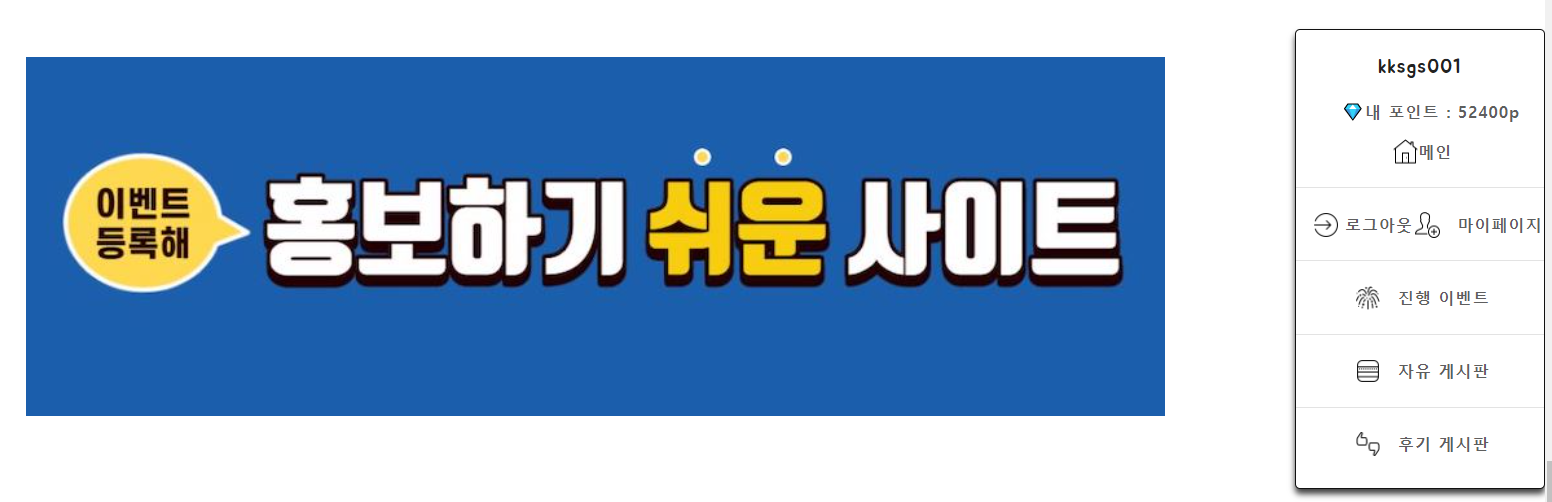 이벤트
등록해
홍보하기 쉬운 사이트
kksgs001
내 포인트 : 52400p
메인
로그아웃 마이페이지
진행 이벤트
자유 게시판
후기 게시판